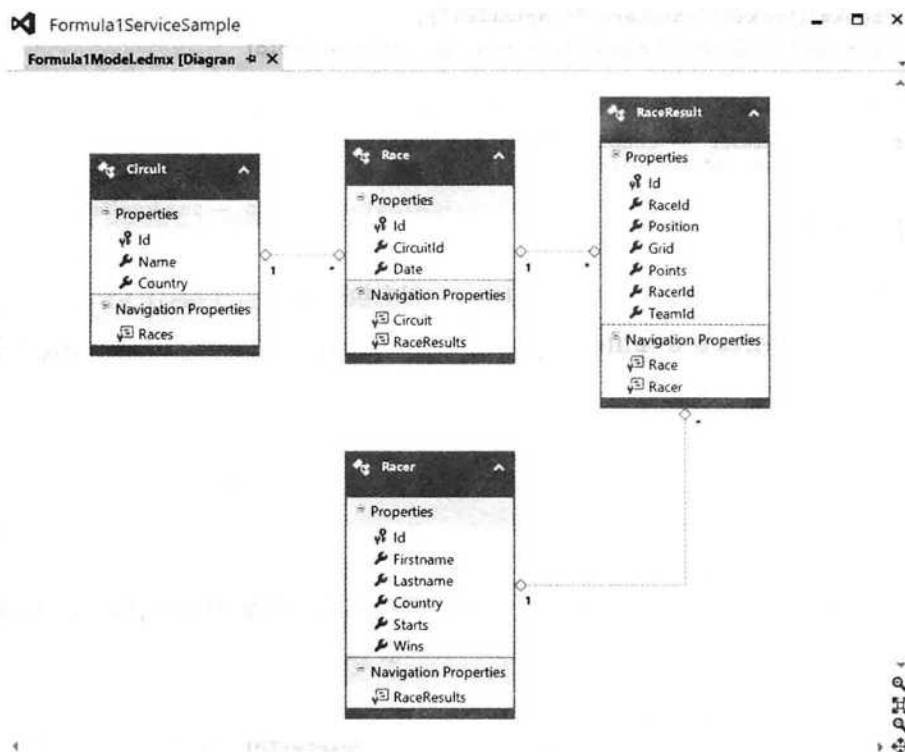 Formula1ServiceSample
Formula1Model.edmx [Diagran
Circuit
Properties
Id
Name
Country
Navigation Properties
Races
1
*
Race
Properties
Id
CircuitId
Date
Navigation Properties
Circuit
RaceResults
1
*
RaceResult
Properties
Id
RaceId
Position
Grid
Points
RacerId
TeamId
Navigation Properties
Race
Racer
*
Racer
Properties
Id
Firstname
Lastname
Country
Starts
Wins
Navigation Properties
RaceResults
1